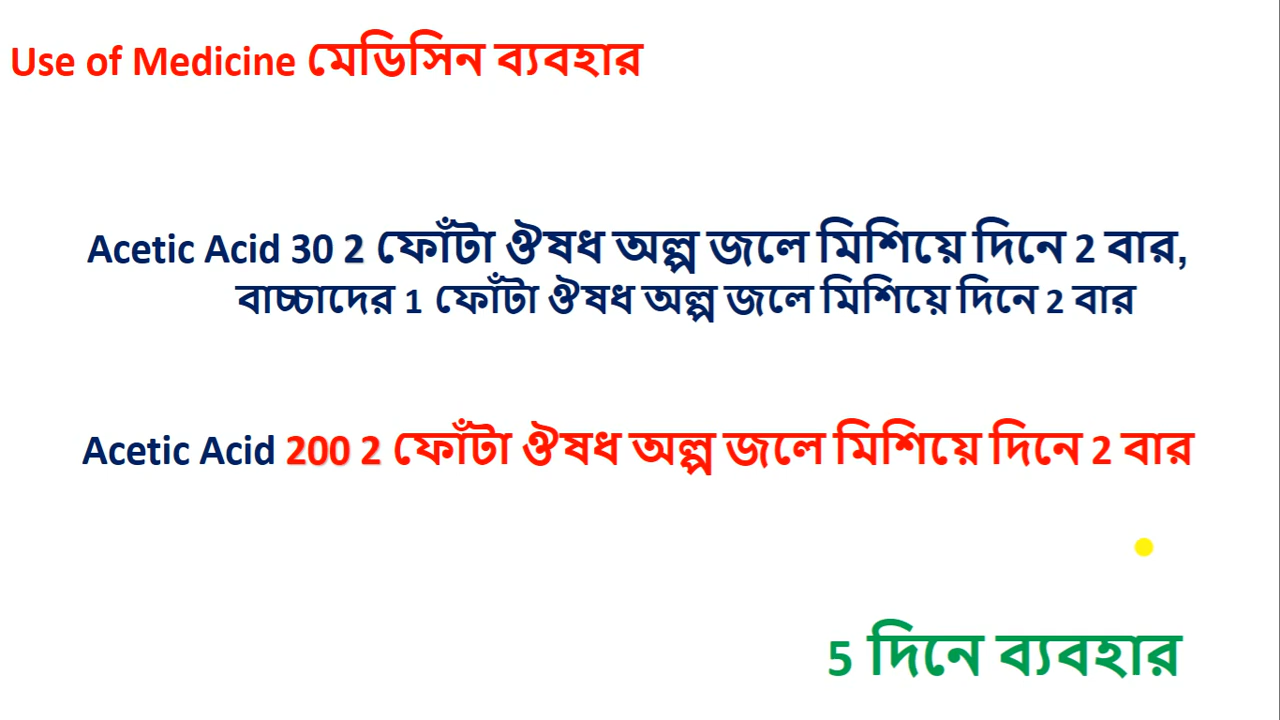 Use of Medicine মেডিসিন ব্যবহার
Acetic Acid 30 2 ফোঁটা ঔষধ অল্প জলে মিশিয়ে দিনে 2 বার,
বাচ্চাদের 1 ফোঁটা ঔষধ অল্প জলে মিশিয়ে দিনে 2 বার
Acetic Acid 200 2 ফোঁটা ঔষধ অল্প জলে মিশিয়ে দিনে 2 বার
5 দিনে ব্যবহার